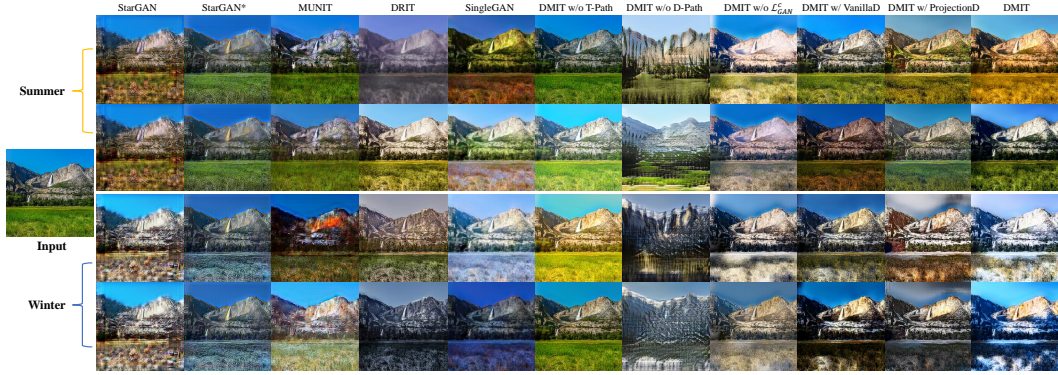 StarGAN StarGAN* MUNIT DRIT SingleGAN DMIT w/o T-Path DMIT w/o D-Path DMIT w/o ℒ^c_GAN DMIT w/ VanillaD DMIT w/ ProjectionD DMIT
Summer
Input
Winter